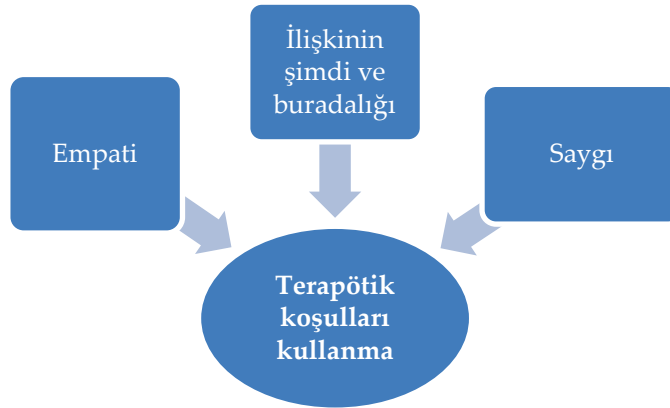 Empati
İlişkinin
şimdi ve
buradalığı
Saygı
Terapötik
koşulları
kullanma